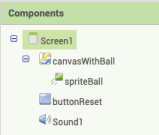 Components
Screen1
canvasWithBall
spriteBall
buttonReset
Sound1